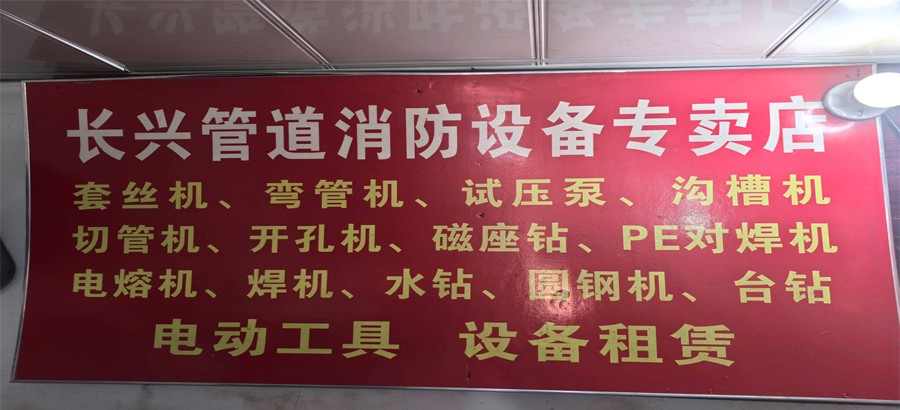 长兴管道消防设备专卖店
套丝机、弯管机、试压泵、沟槽机
切管机、开孔机、磁座钻、PE对焊机
电熔机、焊机、水钻、圆钢机、台钻
电动工具 设备租赁